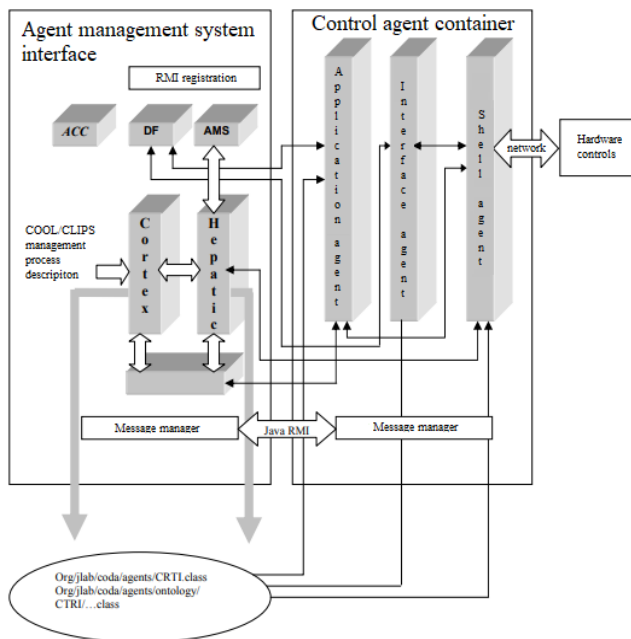 Agent management system
interface
Control agent container
RMI registration
ACC
DF
AMS
Application agent
Interface agent
Shell agent
network
Hardware
controls
COOL/CLIPS
management
process
descripiton
Cortex
Hepatic
Message manager
Java RMI
Message manager
Org/jlab/coda/agents/CRTI.class
Org/jlab/coda/agents/ontology/
CTRI/…class